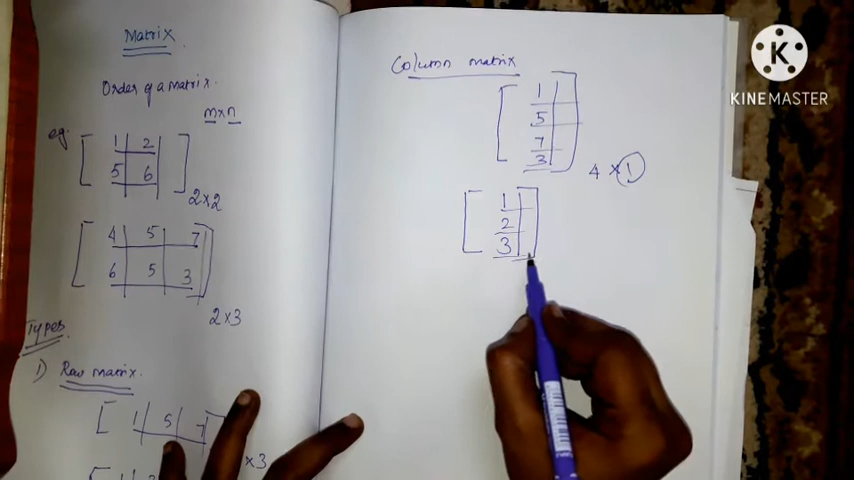 Matrix
Order of a matrix.
m×n
eg.
1 2
5 6
2×2
4 5 7
6 5 3
2×3
Types
1) Raw matrix.
1 5 7
×3
Column matrix
1
5
7
3
4 × 1
1
2
3
K
KINEMASTER